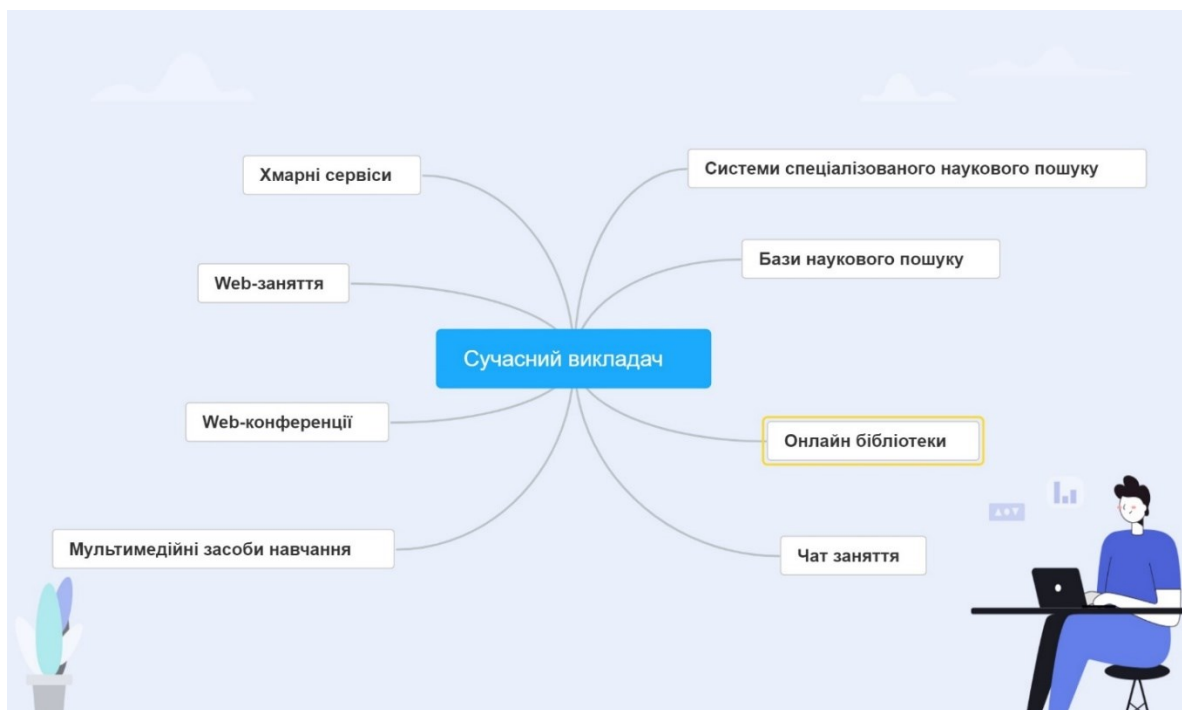 Хмарні сервіси
Системи спеціалізованого наукового пошуку
Web-заняття
Бази наукового пошуку
Сучасний викладач
Web-конференції
Онлайн бібліотеки
Мультимедійні засоби навчання
Чат заняття